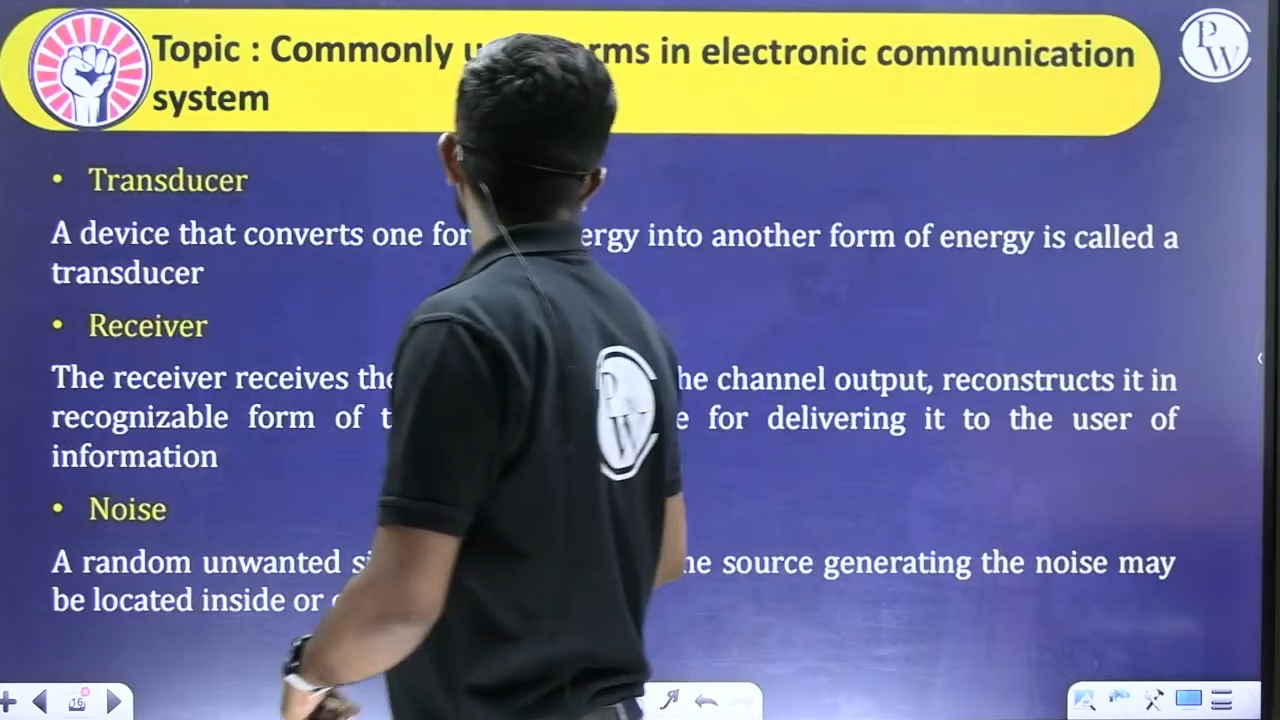 Topic : Commonly rms in electronic communication
system
PW
• Transducer
A device that converts one for ergy into another form of energy is called a
transducer
• Receiver
The receiver receives the he channel output, reconstructs it in
recognizable form of t e for delivering it to the user of
information
PW
• Noise
A random unwanted si he source generating the noise may
be located inside or
16